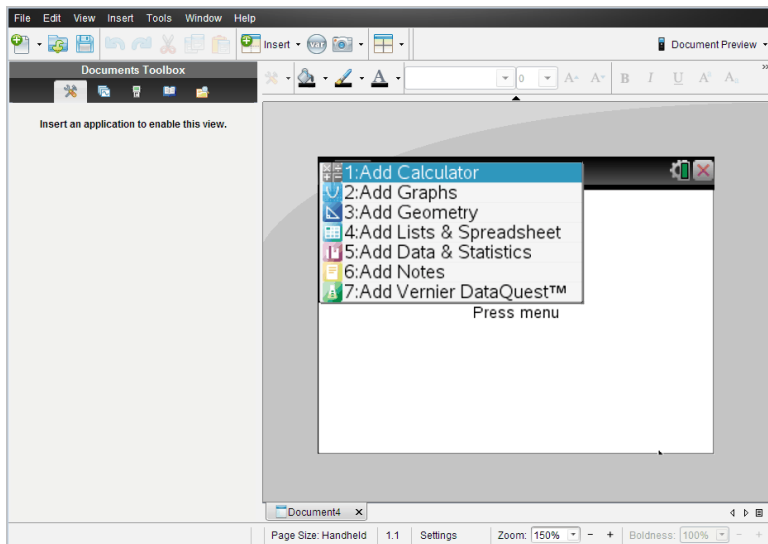 File Edit View Insert Tools Window Help
Insert Document Preview
Documents Toolbox
0 A A B I U A A
Insert an application to enable this view.
1:Add Calculator
2:Add Graphs
3:Add Geometry
4:Add Lists & Spreadsheet
5:Add Data & Statistics
6:Add Notes
7:Add Vernier DataQuest™
Press menu
Document4
Page Size: Handheld 1.1 Settings Zoom: 150% - + Boldness: 100% - +